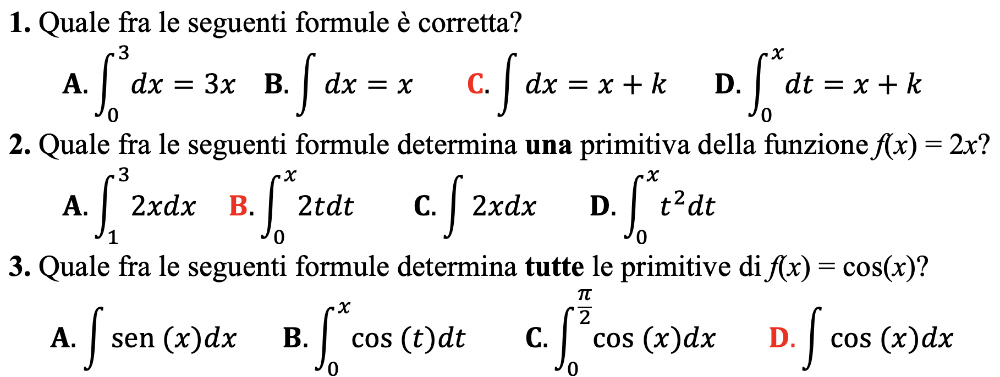 1. Quale fra le seguenti formule è corretta?
A. ∫₀³ dx = 3x B. ∫ dx = x C. ∫ dx = x + k D. ∫₀ˣ dt = x + k
2. Quale fra le seguenti formule determina una primitiva della funzione f(x) = 2x?
A. ∫₁³ 2xdx B. ∫₀ˣ 2tdt C. ∫ 2xdx D. ∫₀ˣ t²dt
3. Quale fra le seguenti formule determina tutte le primitive di f(x) = cos(x)?
A. ∫ sen (x)dx B. ∫₀ˣ cos (t)dt C. ∫₀^(π/2) cos (x)dx D. ∫ cos (x)dx